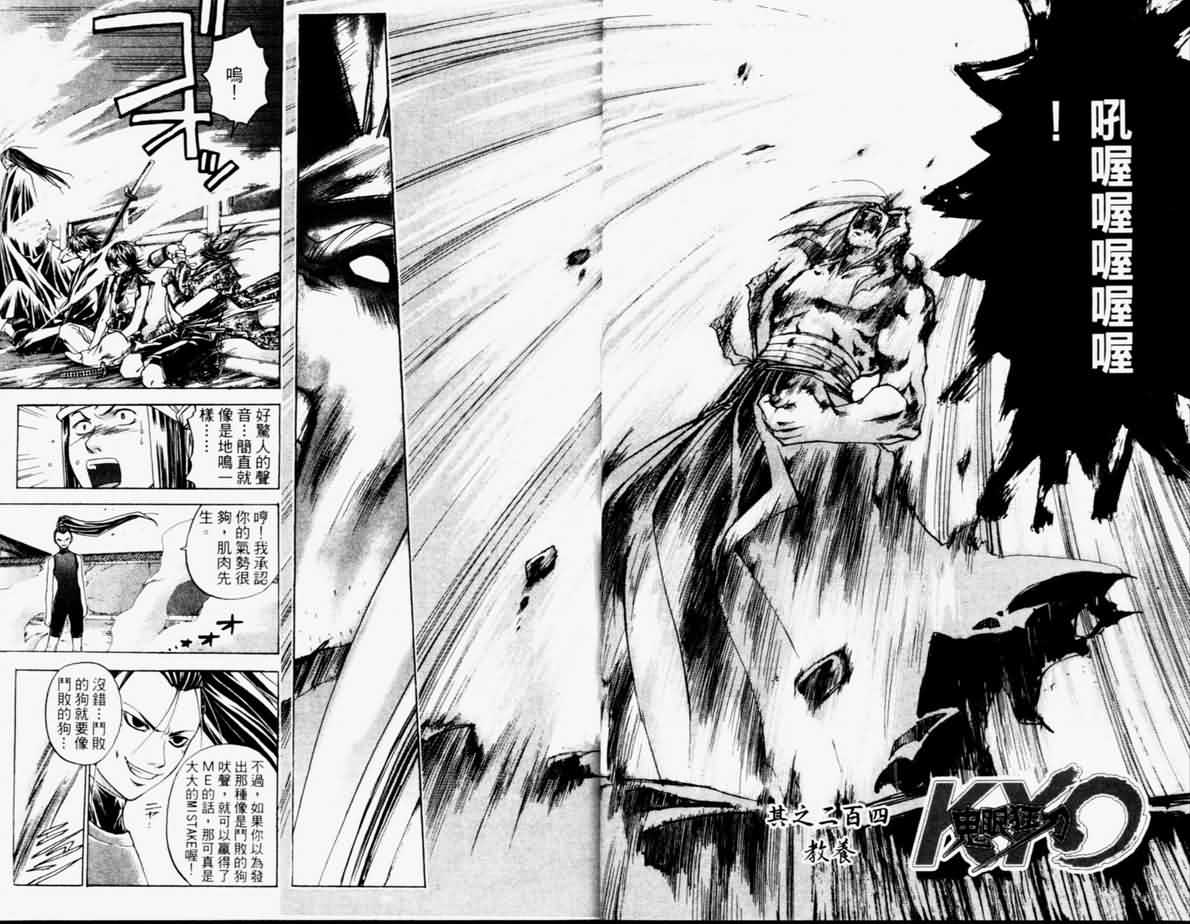 吼喔喔喔喔喔
!
KYO
鬼眼狂刀
其之二百四
教養
嗚!
ゴオォッ
好驚人的聲
音…簡直就
像是地鳴一
樣……
哼!我承認
你的氣勢很
夠,肌肉先
生。
沒錯…鬥敗
的狗就要像
鬥敗的狗…
不過,如果你以為發
出那種像是鬥敗的狗
吠聲,就可以贏得了
ME的話,那可真是
大大的MISTAKE喔!